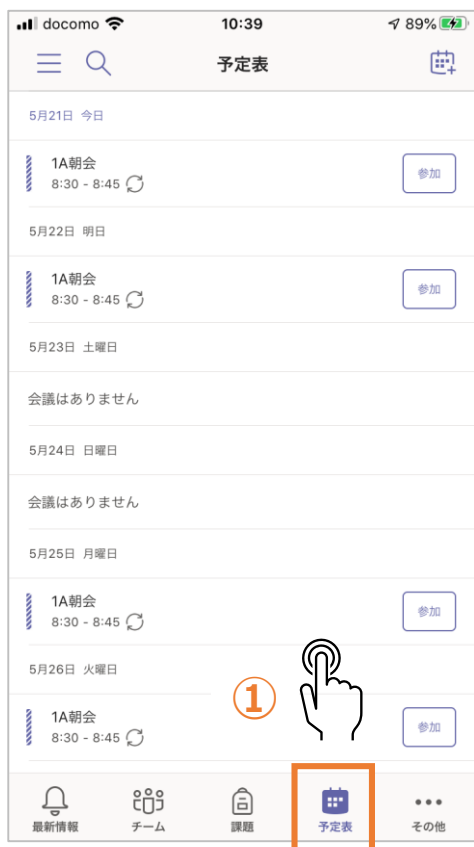 docomo 10:39 89%
予定表
5月21日 今日
1A朝会
8:30 - 8:45
参加
5月22日 明日
1A朝会
8:30 - 8:45
参加
5月23日 土曜日
会議はありません
5月24日 日曜日
会議はありません
5月25日 月曜日
1A朝会
8:30 - 8:45
参加
5月26日 火曜日
①
1A朝会
8:30 - 8:45
参加
最新情報 チーム 課題 予定表 その他